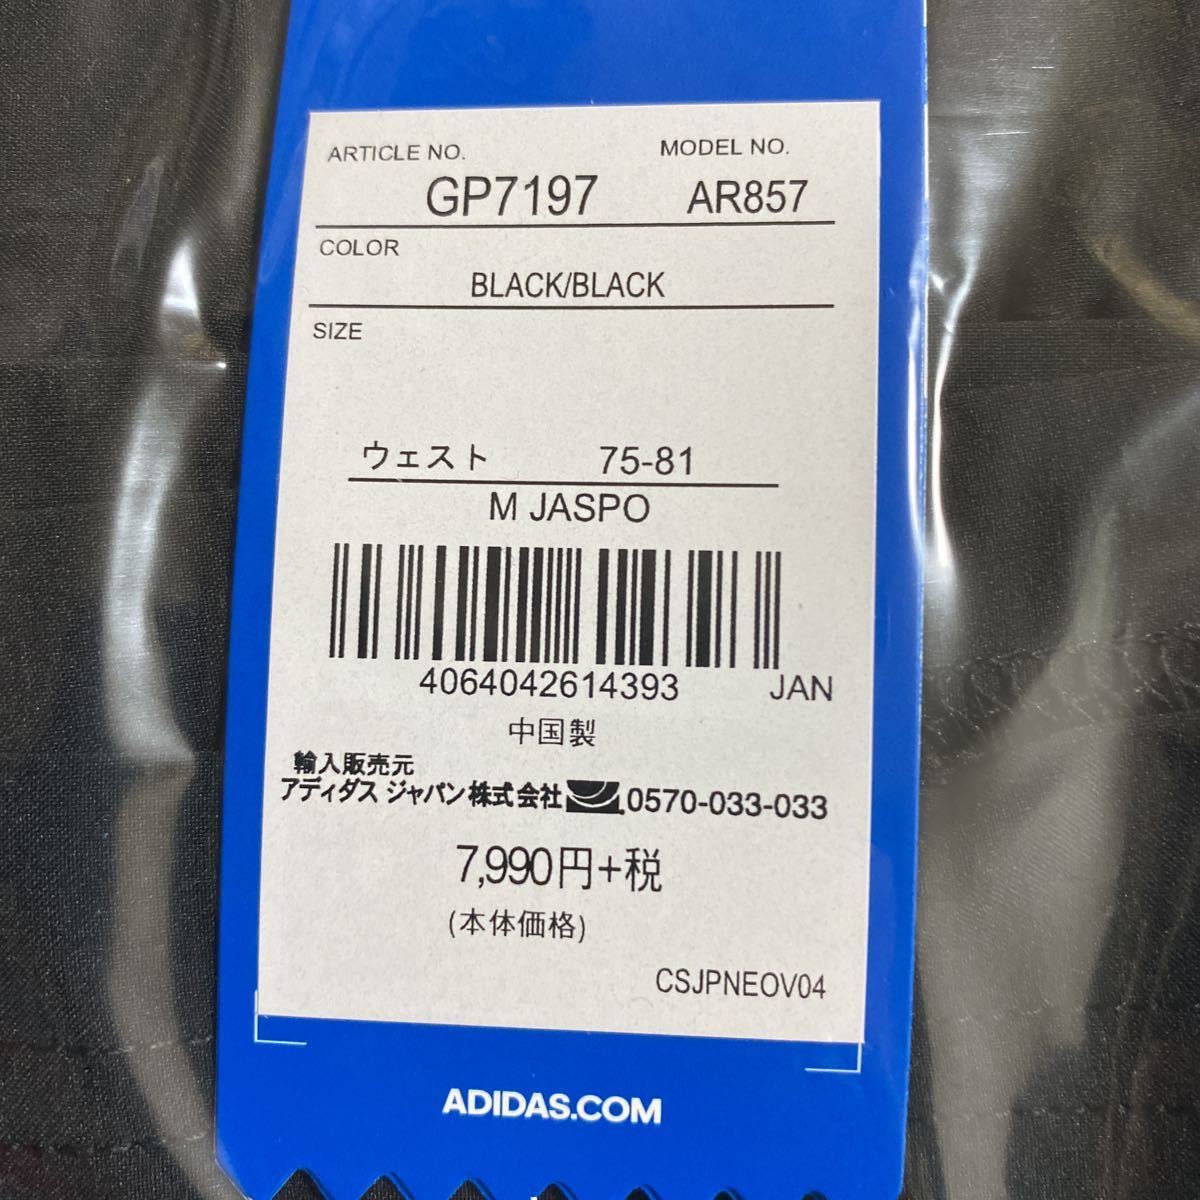 ARTICLE NO. MODEL NO.
GP7197 AR857
COLOR
BLACK/BLACK
SIZE
ウェスト 75-81
M JASPO
4064042614393 JAN
中国製
輸入販売元
アディダス ジャパン株式会社 0570-033-033
7,990円+税
(本体価格)
CSJPNEOV04
ADIDAS.COM